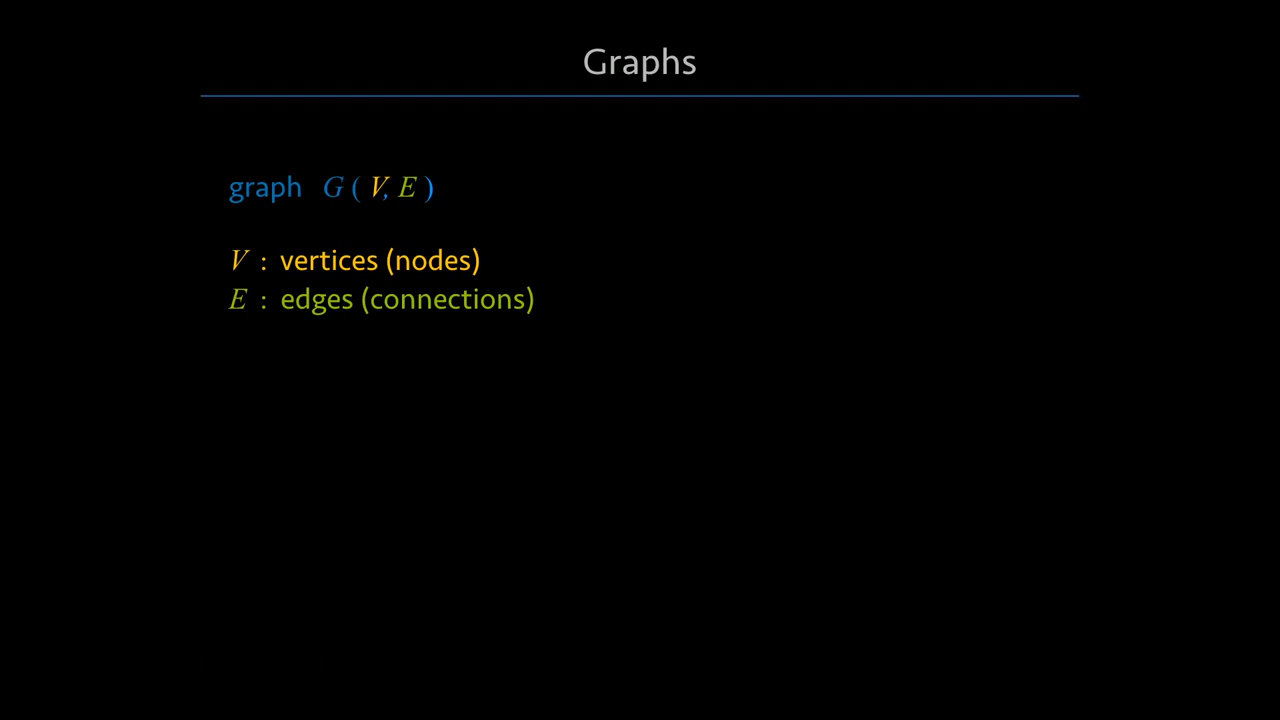 Graphs
graph G ( V, E )
V : vertices (nodes)
E : edges (connections)